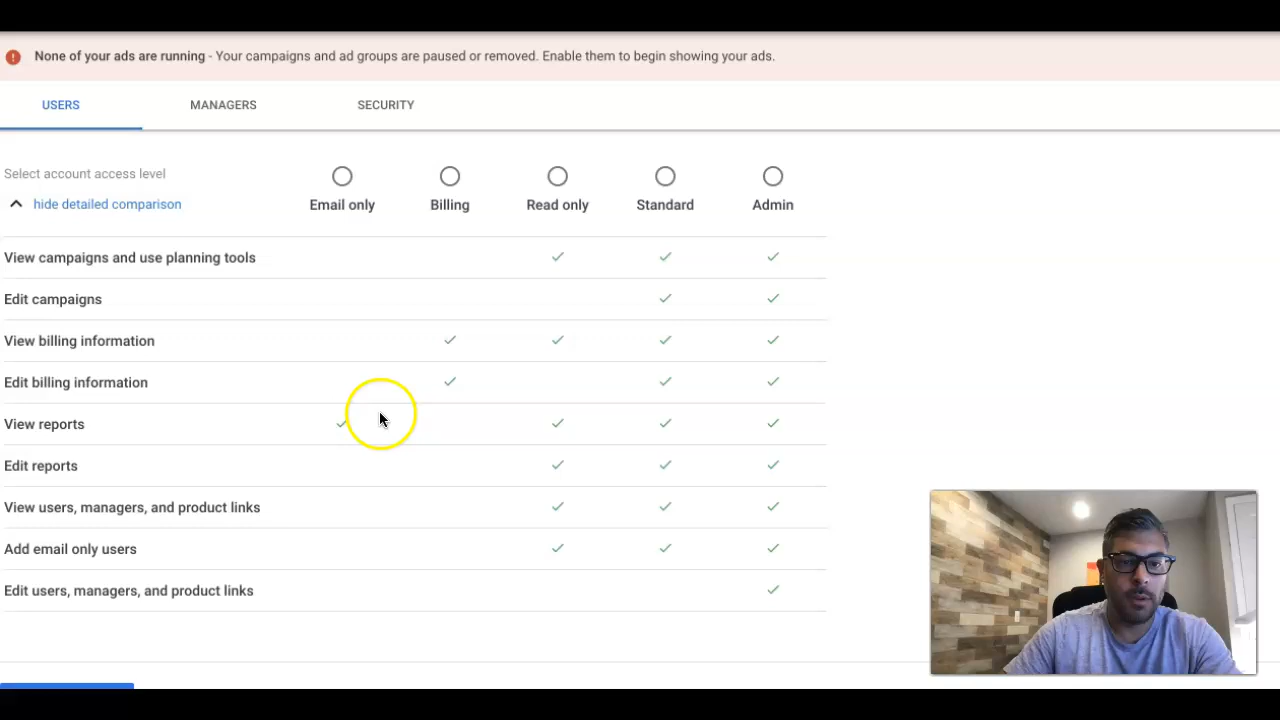 None of your ads are running - Your campaigns and ad groups are paused or removed. Enable them to begin showing your ads.
USERS MANAGERS SECURITY
Select account access level
hide detailed comparison
Email only Billing Read only Standard Admin
View campaigns and use planning tools
Edit campaigns
View billing information
Edit billing information
View reports
Edit reports
View users, managers, and product links
Add email only users
Edit users, managers, and product links